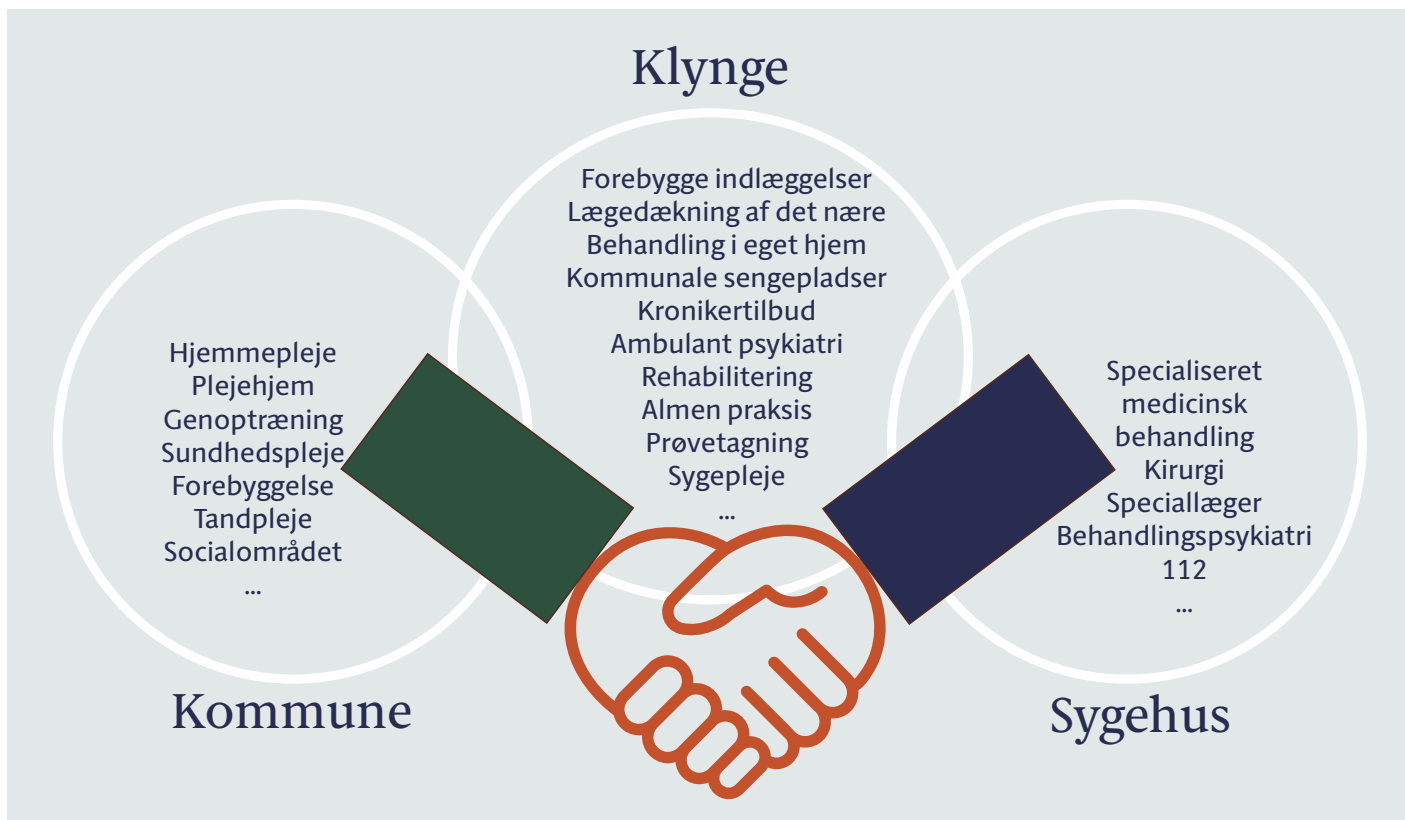 Klynge
Forebygge indlæggelser
Lægedækning af det nære
Behandling i eget hjem
Kommunale sengepladser
Kronikertilbud
Ambulant psykiatri
Rehabilitering
Almen praksis
Prøvetagning
Sygepleje
...
Hjemmepleje
Plejehjem
Genoptræning
Sundhedspleje
Forebyggelse
Tandpleje
Socialområdet
...
Kommune
Specialiseret
medicinsk
behandling
Kirurgi
Speciallæger
Behandlingspsykiatri
112
...
Sygehus